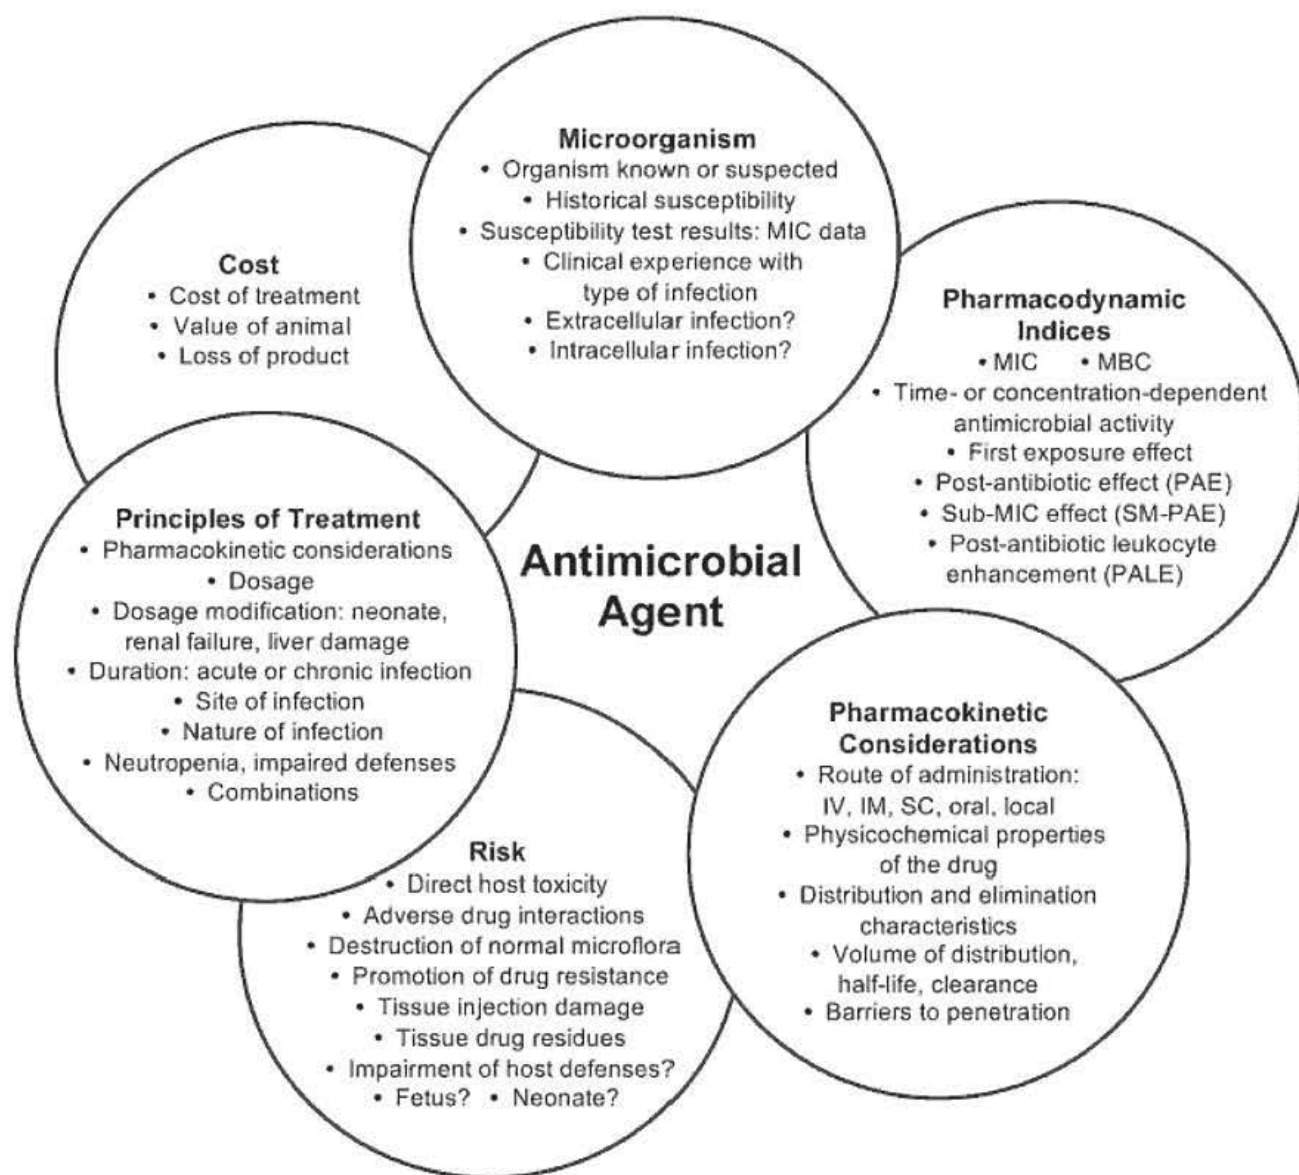 Microorganism
• Organism known or suspected
• Historical susceptibility
• Susceptibility test results: MIC data
• Clinical experience with
type of infection
• Extracellular infection?
• Intracellular infection?
Cost
• Cost of treatment
• Value of animal
• Loss of product
Pharmacodynamic
Indices
• MIC • MBC
• Time- or concentration-dependent
antimicrobial activity
• First exposure effect
• Post-antibiotic effect (PAE)
• Sub-MIC effect (SM-PAE)
• Post-antibiotic leukocyte
enhancement (PALE)
Antimicrobial
Agent
Principles of Treatment
• Pharmacokinetic considerations
• Dosage
• Dosage modification: neonate,
renal failure, liver damage
• Duration: acute or chronic infection
• Site of infection
• Nature of infection
• Neutropenia, impaired defenses
• Combinations
Pharmacokinetic
Considerations
• Route of administration:
IV, IM, SC, oral, local
• Physicochemical properties
of the drug
• Distribution and elimination
characteristics
• Volume of distribution,
half-life, clearance
• Barriers to penetration
Risk
• Direct host toxicity
• Adverse drug interactions
• Destruction of normal microflora
• Promotion of drug resistance
• Tissue injection damage
• Tissue drug residues
• Impairment of host defenses?
• Fetus? • Neonate?